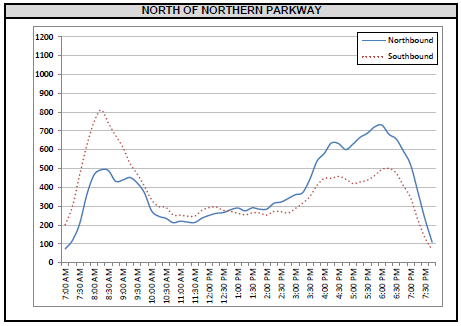 NORTH OF NORTHERN PARKWAY
1200
1100
1000
900
800
700
600
500
400
300
200
100
0
Northbound
Southbound
7:00 AM
7:30 AM
8:00 AM
8:30 AM
9:00 AM
9:30 AM
10:00 AM
10:30 AM
11:00 AM
11:30 AM
12:00 PM
12:30 PM
1:00 PM
1:30 PM
2:00 PM
2:30 PM
3:00 PM
3:30 PM
4:00 PM
4:30 PM
5:00 PM
5:30 PM
6:00 PM
6:30 PM
7:00 PM
7:30 PM